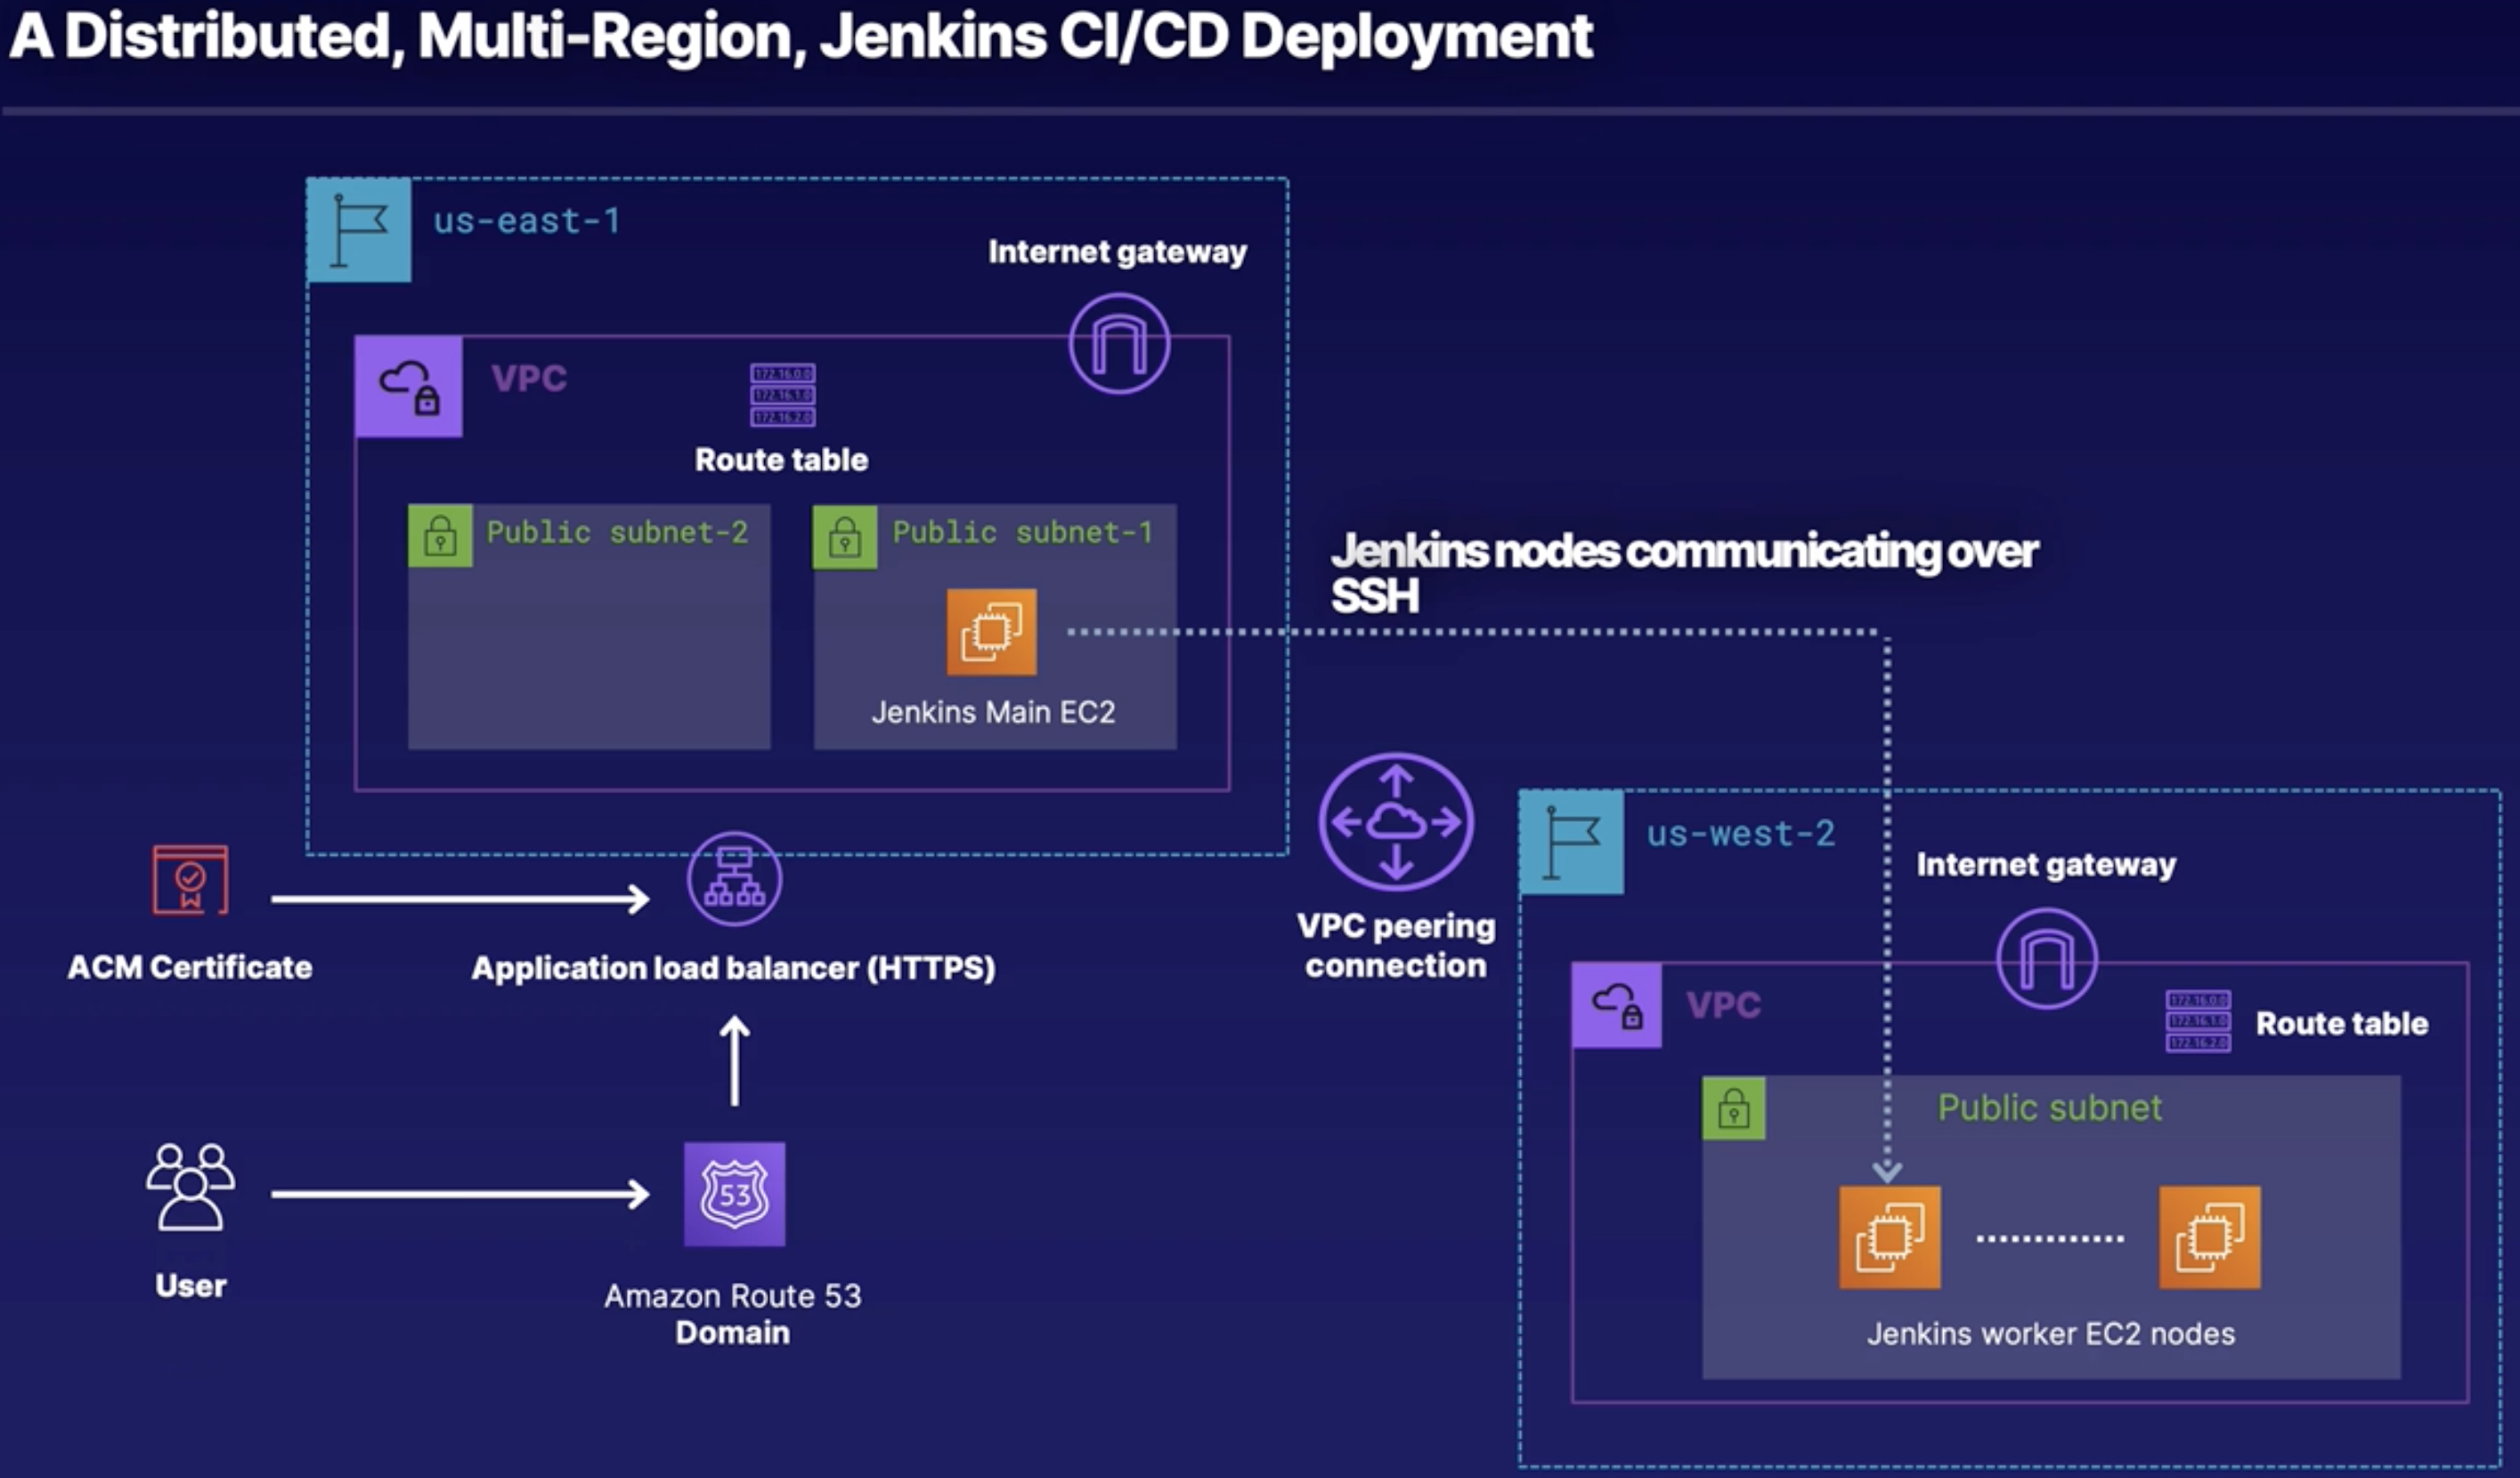 A Distributed, Multi-Region, Jenkins CI/CD Deployment
us-east-1
Internet gateway
VPC
172.16.0.0
172.16.1.0
172.16.2.0
Route table
Public subnet-2
Public subnet-1
Jenkins Main EC2
Jenkins nodes communicating over
SSH
ACM Certificate
Application load balancer (HTTPS)
VPC peering
connection
us-west-2
Internet gateway
VPC
172.16.0.0
172.16.1.0
172.16.2.0
Route table
Public subnet
Jenkins worker EC2 nodes
User
53
Amazon Route 53
Domain